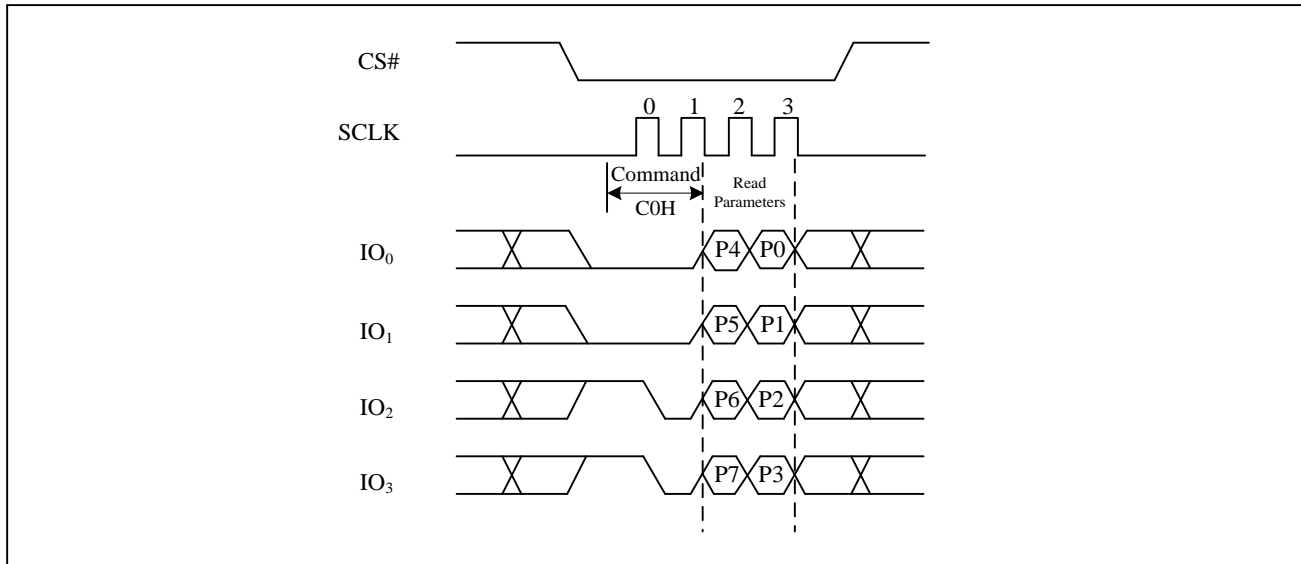 CS#
0 1 2 3
SCLK
Command
C0H
Read
Parameters
IO₀
P4 P0
IO₁
P5 P1
IO₂
P6 P2
IO₃
P7 P3